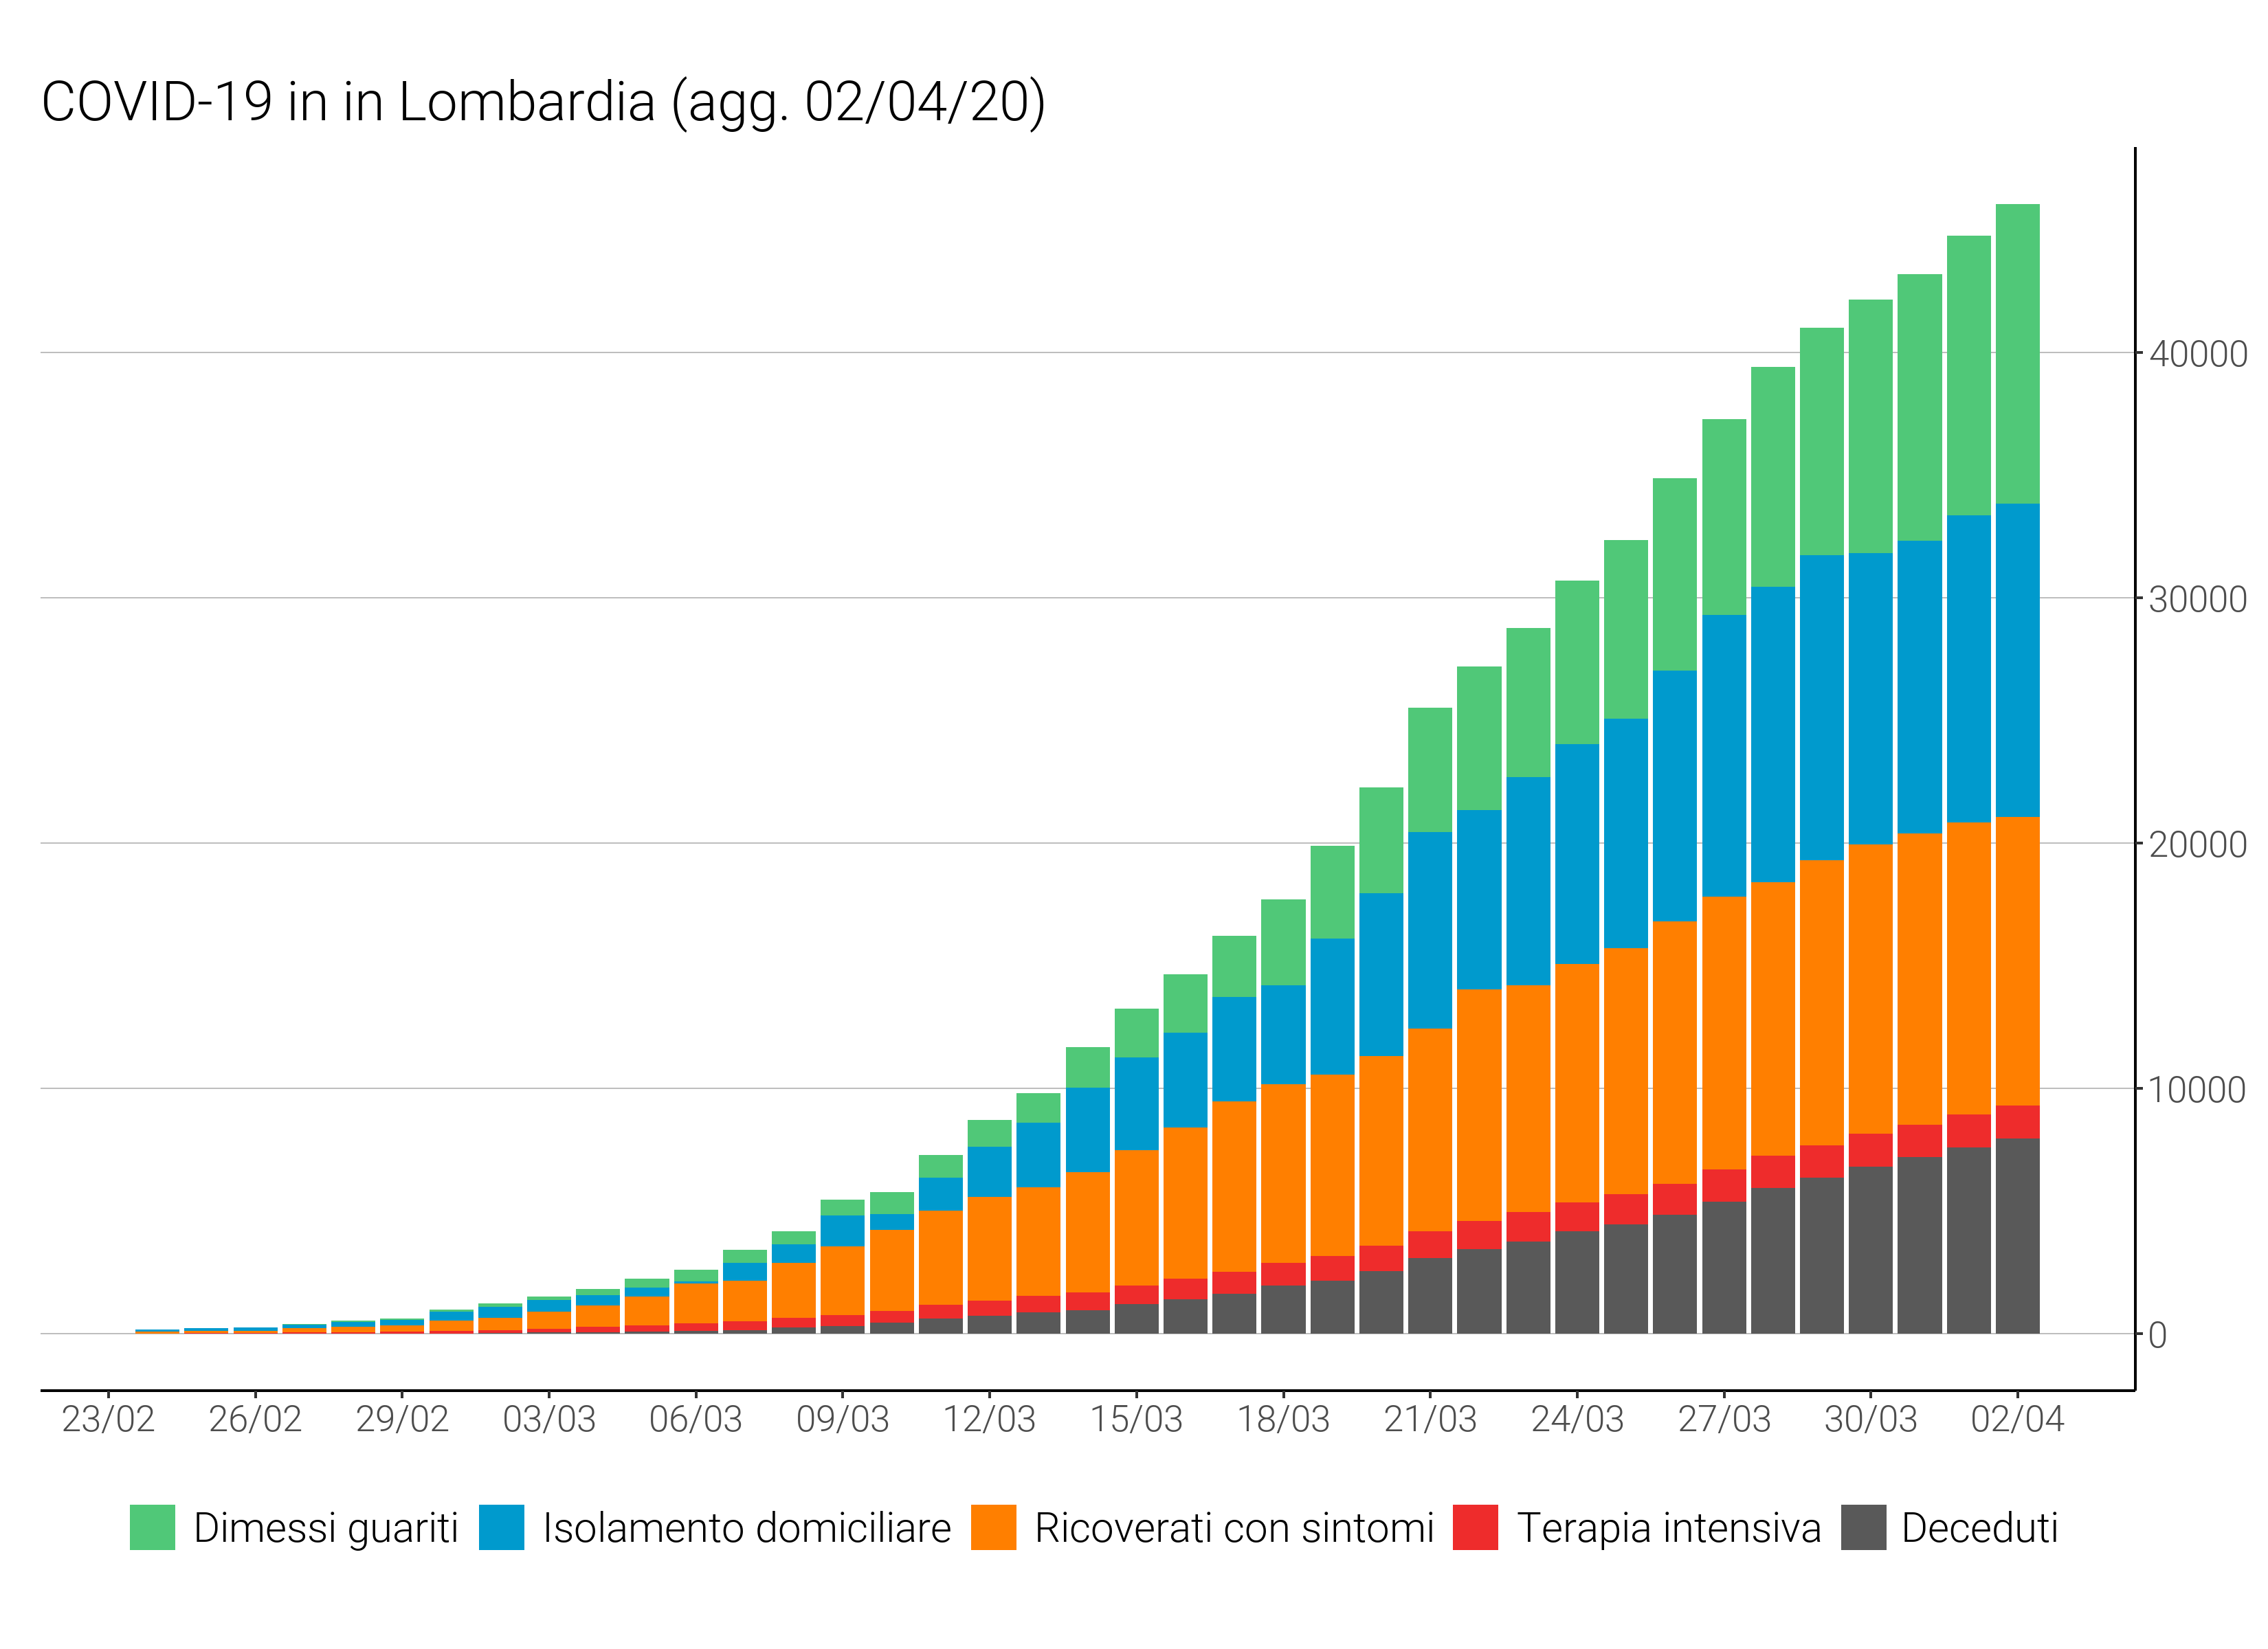 COVID-19 in in Lombardia (agg. 02/04/20)
40000
30000
20000
10000
0
23/02 26/02 29/02 03/03 06/03 09/03 12/03 15/03 18/03 21/03 24/03 27/03 30/03 02/04
Dimessi guariti Isolamento domiciliare Ricoverati con sintomi Terapia intensiva Deceduti